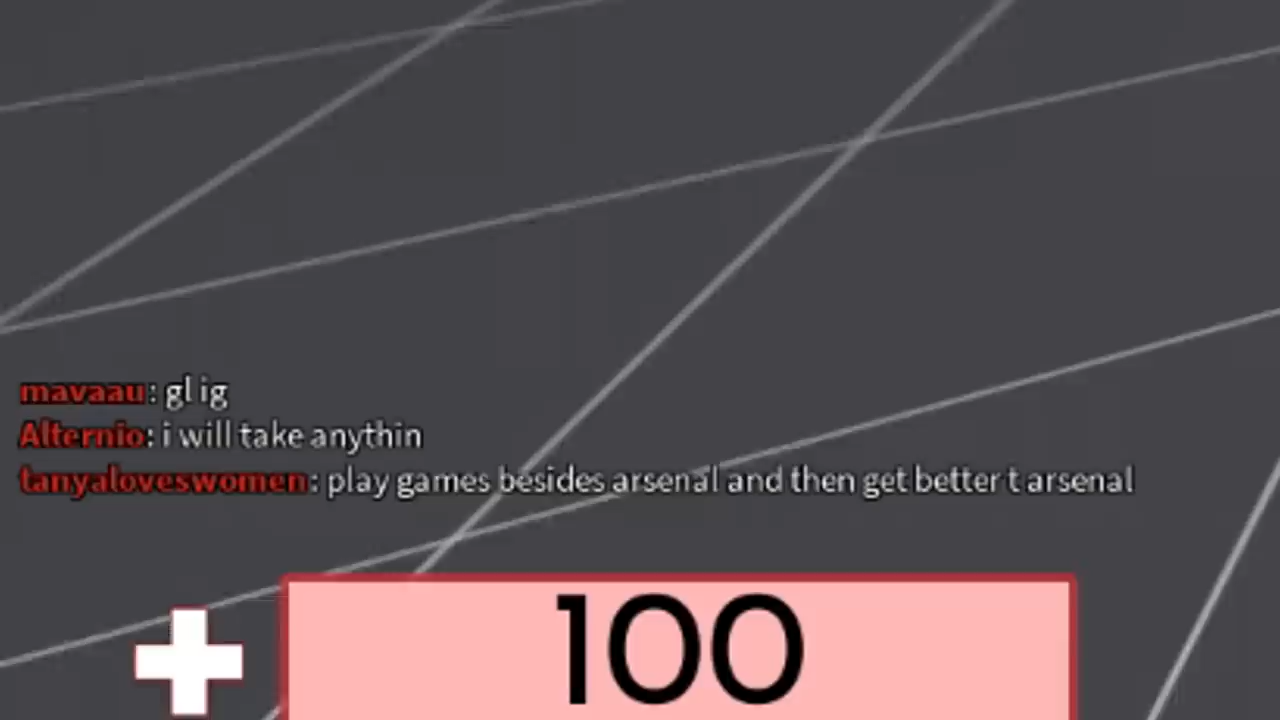 mavaau: gl ig
Alternio: i will take anythin
tanyaloveswomen: play games besides arsenal and then get better t arsenal
100